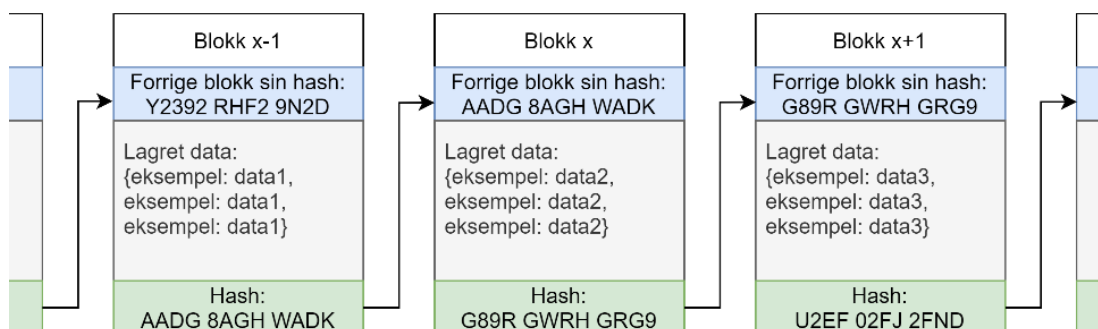 Blokk x-1
Forrige blokk sin hash:
Y2392 RHF2 9N2D
Lagret data:
{eksempel: data1,
eksempel: data1,
eksempel: data1}
Hash:
AADG 8AGH WADK
Blokk x
Forrige blokk sin hash:
AADG 8AGH WADK
Lagret data:
{eksempel: data2,
eksempel: data2,
eksempel: data2}
Hash:
G89R GWRH GRG9
Blokk x+1
Forrige blokk sin hash:
G89R GWRH GRG9
Lagret data:
{eksempel: data3,
eksempel: data3,
eksempel: data3}
Hash:
U2EF 02FJ 2FND